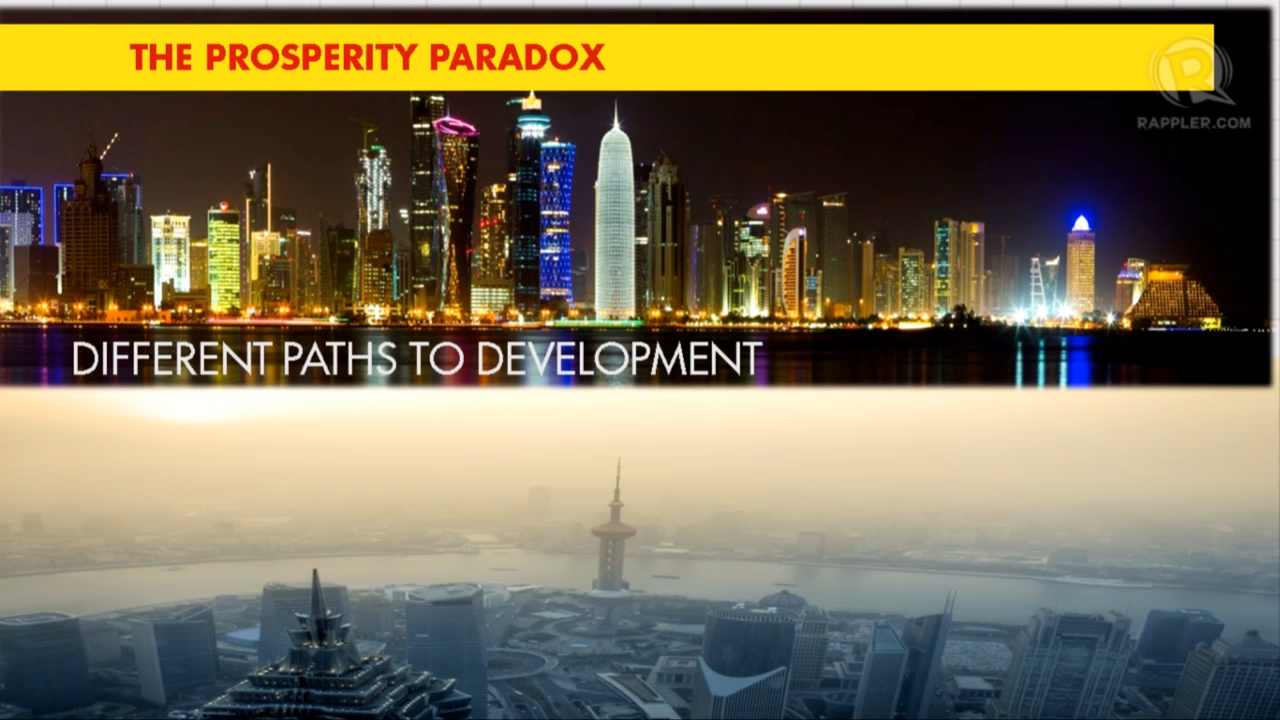 THE PROSPERITY PARADOX
RAPPLER.COM
DIFFERENT PATHS TO DEVELOPMENT